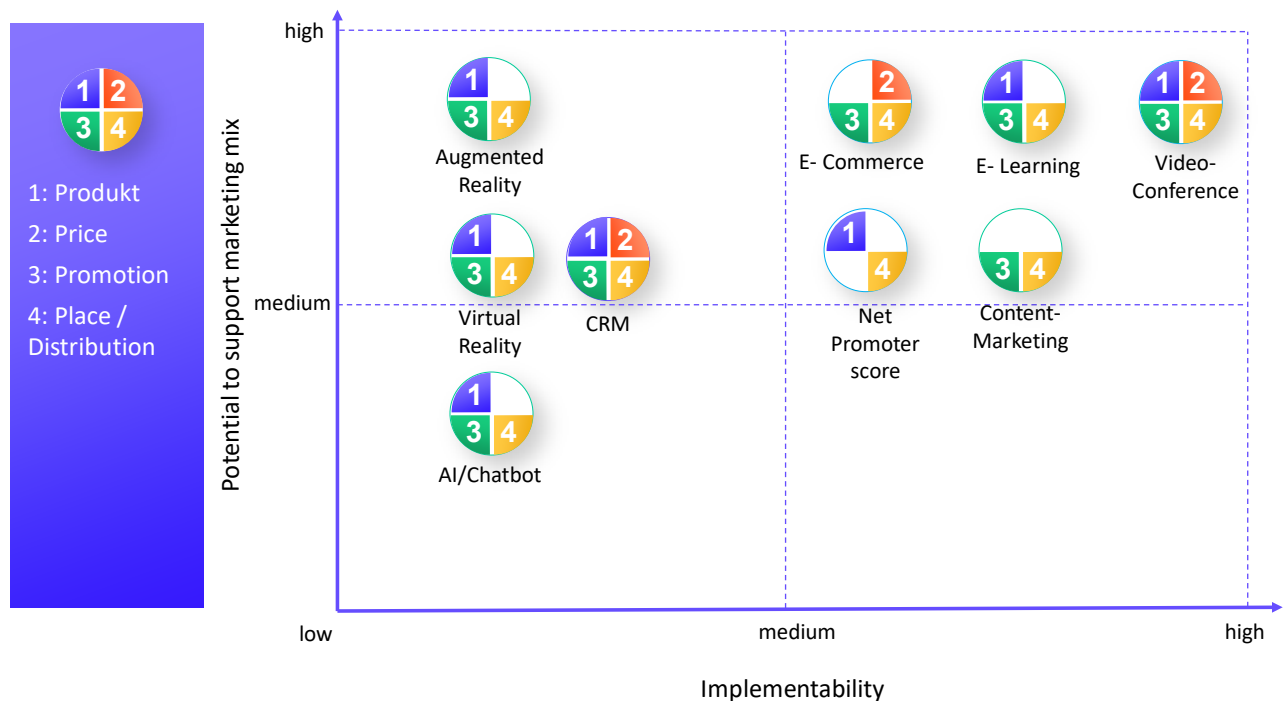 1 2
3 4
1: Produkt
2: Price
3: Promotion
4: Place /
Distribution
Potential to support marketing mix
high
medium
low
medium
high
Implementability
1
3 4
Augmented
Reality
2
3 4
E- Commerce
1
3 4
E- Learning
1 2
3 4
Video-
Conference
1
3 4
Virtual
Reality
1 2
3 4
CRM
1
4
Net
Promoter
score
3 4
Content-
Marketing
1
3 4
AI/Chatbot